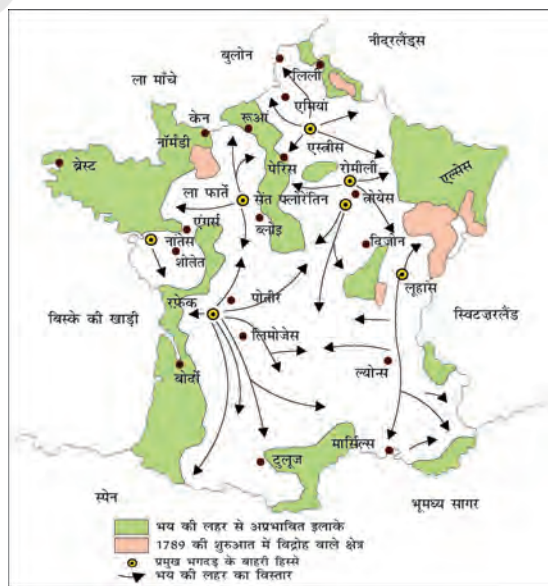 नीदरलैंड्स
बुलोन
लिली
ला माँचे
एमियां
केन
रूआं
नॉर्मंडी
एस्त्रीस
ब्रेस्ट
पेरिस
रोमीली
एल्सेस
ला फार्ते
सेंत फ्लोरेंतिन
त्रोयेस
एंगर्स
ब्लोइ
नांतेस
दिजोन
शोलेत
लूहांस
पोतीर
रफ़ेक
बिस्के की खाड़ी
स्विटज़रलैंड
लिमोजेस
ल्योन्स
बोर्दो
मार्सिल्स
टुलूज़
स्पेन
भूमध्य सागर
भय की लहर से अप्रभावित इलाके
1789 की शुरुआत में विद्रोह वाले क्षेत्र
प्रमुख भगदड़ के बाहरी हिस्से
भय की लहर का विस्तार